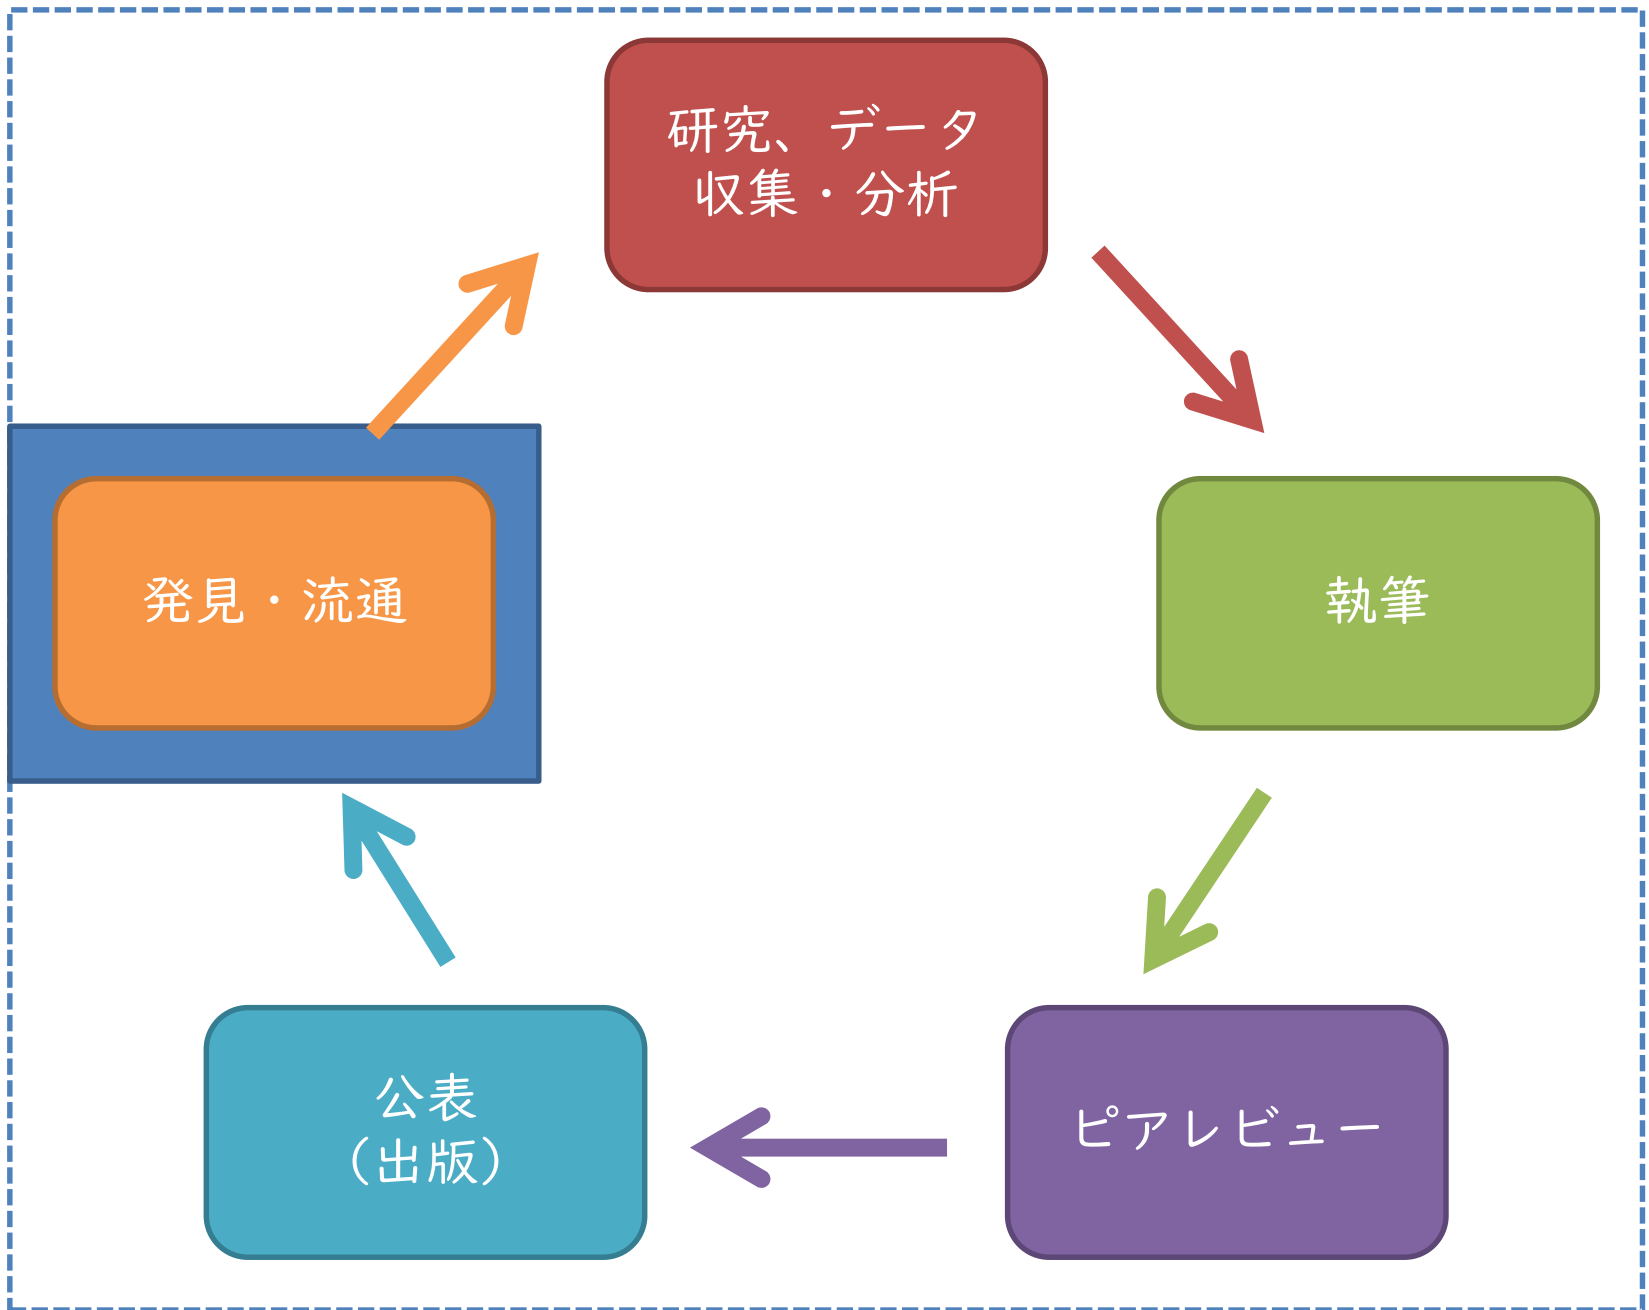 研究、データ
収集・分析
執筆
ピアレビュー
公表
（出版）
発見・流通